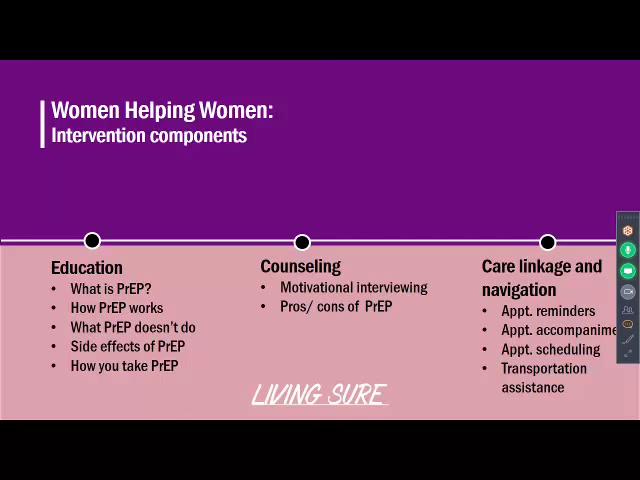 Women Helping Women:
Intervention components
Education
• What is PrEP?
• How PrEP works
• What PrEP doesn't do
• Side effects of PrEP
• How you take PrEP
Counseling
• Motivational interviewing
• Pros/ cons of PrEP
Care linkage and
navigation
• Appt. reminders
• Appt. accompanime
• Appt. scheduling
• Transportation
assistance
LIVING SURE